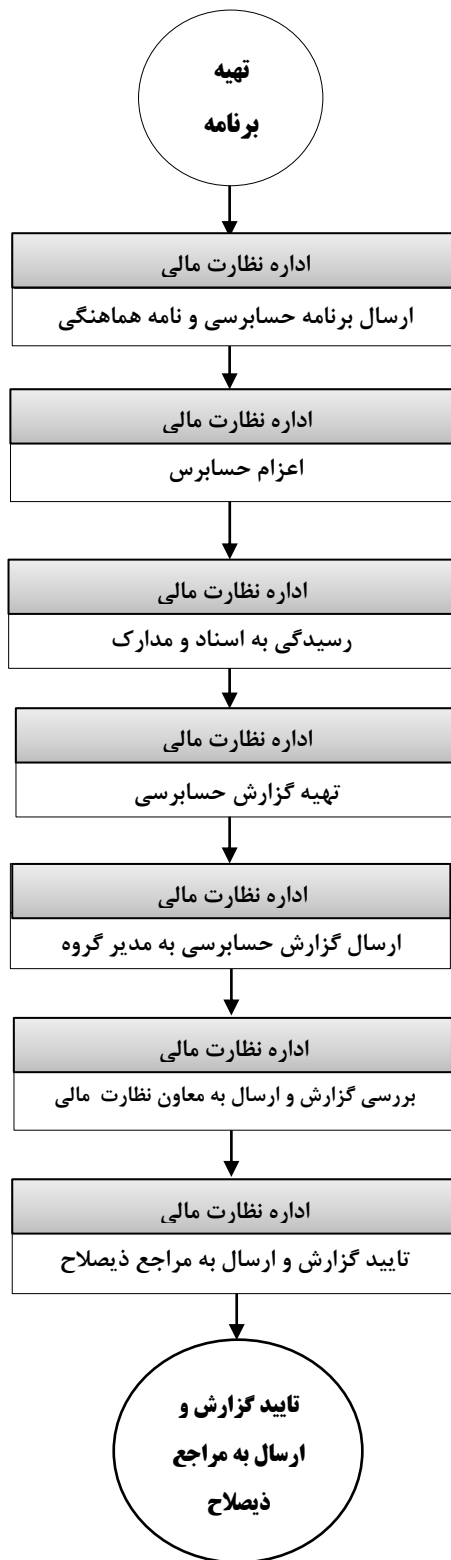 تهیه
برنامه
اداره نظارت مالی
ارسال برنامه حسابرسی و نامه هماهنگی
اداره نظارت مالی
اعزام حسابرس
اداره نظارت مالی
رسیدگی به اسناد و مدارک
اداره نظارت مالی
تهیه گزارش حسابرسی
اداره نظارت مالی
ارسال گزارش حسابرسی به مدیر گروه
اداره نظارت مالی
بررسی گزارش و ارسال به معاون نظارت مالی
اداره نظارت مالی
تایید گزارش و ارسال به مراجع ذیصلاح
تایید گزارش و
ارسال به مراجع
ذیصلاح